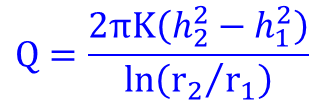 Q = 2πK(h₂² − h₁²) / ln(r₂/r₁)